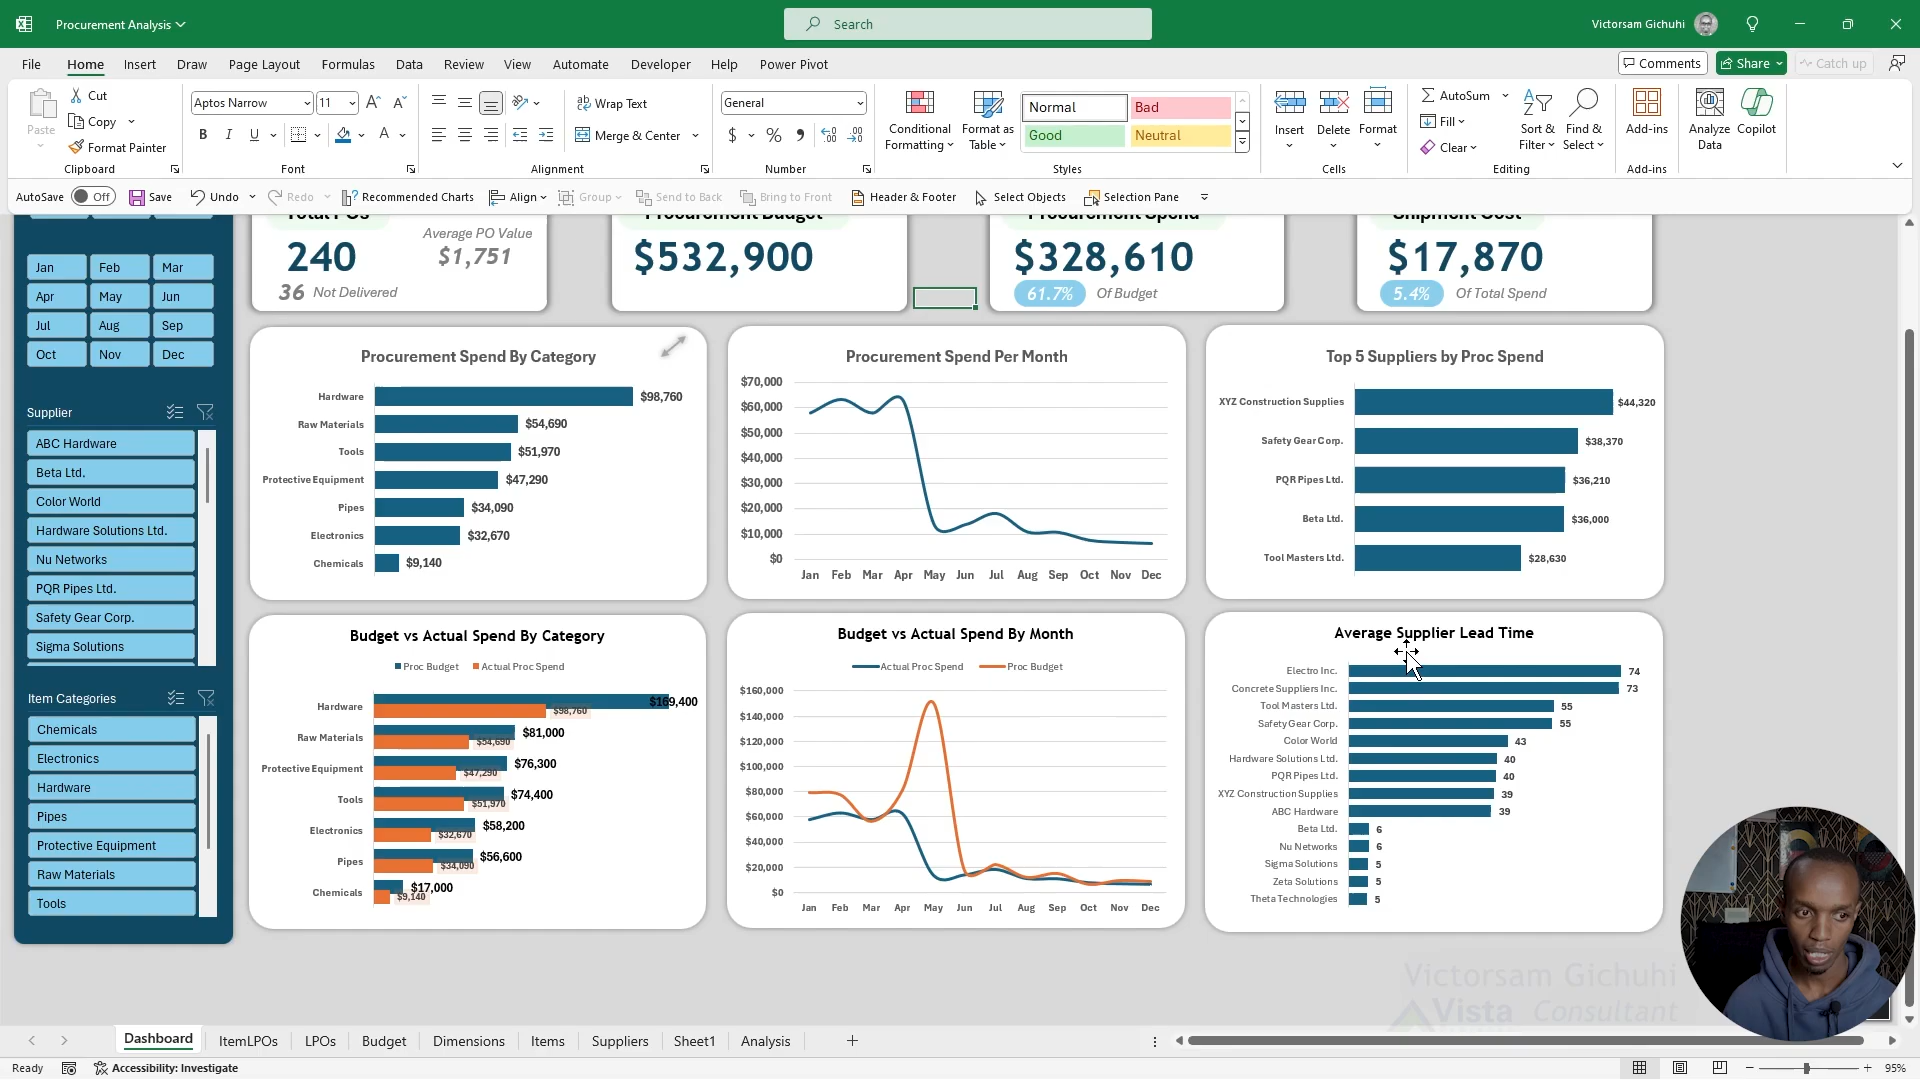 Procurement Analysis
Search
Victorsam Gichuhi
File Home Insert Draw Page Layout Formulas Data Review View Automate Developer Help Power Pivot
Comments Share Catch up
Paste Cut Copy Format Painter
Clipboard
Aptos Narrow 11
B I U A
Font
Wrap Text
Merge & Center
Alignment
General
$ % 9
Number
Conditional Formatting
Format as Table
Normal Bad
Good Neutral
Styles
Insert Delete Format
Cells
AutoSum
Fill
Clear
Sort & Filter
Find & Select
Editing
Add-ins
Add-ins
Analyze Data
Copilot
AutoSave Off Save Undo Redo Recommended Charts Align Group Send to Back Bring to Front Header & Footer Select Objects Selection Pane
Total POs
240
Average PO Value
$1,751
36 Not Delivered
Procurement Budget
$532,900
Procurement Spend
$328,610
61.7% Of Budget
Shipment Cost
$17,870
5.4% Of Total Spend
Jan Feb Mar
Apr May Jun
Jul Aug Sep
Oct Nov Dec
Supplier
ABC Hardware
Beta Ltd.
Color World
Hardware Solutions Ltd.
Nu Networks
PQR Pipes Ltd.
Safety Gear Corp.
Sigma Solutions
Item Categories
Chemicals
Electronics
Hardware
Pipes
Protective Equipment
Raw Materials
Tools
Procurement Spend By Category
Hardware $98,760
Raw Materials $54,690
Tools $51,970
Protective Equipment $47,290
Pipes $34,090
Electronics $32,670
Chemicals $9,140
Procurement Spend Per Month
$70,000
$60,000
$50,000
$40,000
$30,000
$20,000
$10,000
$0
Jan Feb Mar Apr May Jun Jul Aug Sep Oct Nov Dec
Top 5 Suppliers by Proc Spend
XYZ Construction Supplies $44,320
Safety Gear Corp. $38,370
PQR Pipes Ltd. $36,210
Beta Ltd. $36,000
Tool Masters Ltd. $28,630
Budget vs Actual Spend By Category
Proc Budget Actual Proc Spend
Hardware $169,400 $98,760
Raw Materials $81,000 $54,690
Protective Equipment $76,300 $47,290
Tools $74,400 $51,970
Electronics $58,200 $32,670
Pipes $56,600 $34,090
Chemicals $17,000 $9,140
Budget vs Actual Spend By Month
Actual Proc Spend Proc Budget
$160,000
$140,000
$120,000
$100,000
$80,000
$60,000
$40,000
$20,000
$0
Jan Feb Mar Apr May Jun Jul Aug Sep Oct Nov Dec
Average Supplier Lead Time
Electro Inc. 74
Concrete Suppliers Inc. 73
Tool Masters Ltd. 55
Safety Gear Corp. 55
Color World 43
Hardware Solutions Ltd. 40
PQR Pipes Ltd. 40
XYZ Construction Supplies 39
ABC Hardware 39
Beta Ltd. 6
Nu Networks 6
Sigma Solutions 5
Zeta Solutions 5
Theta Technologies 5
Victorsam Gichuhi
Vista Consultant
Dashboard ItemLPOs LPOs Budget Dimensions Items Suppliers Sheet1 Analysis
Ready Accessibility: Investigate
95%